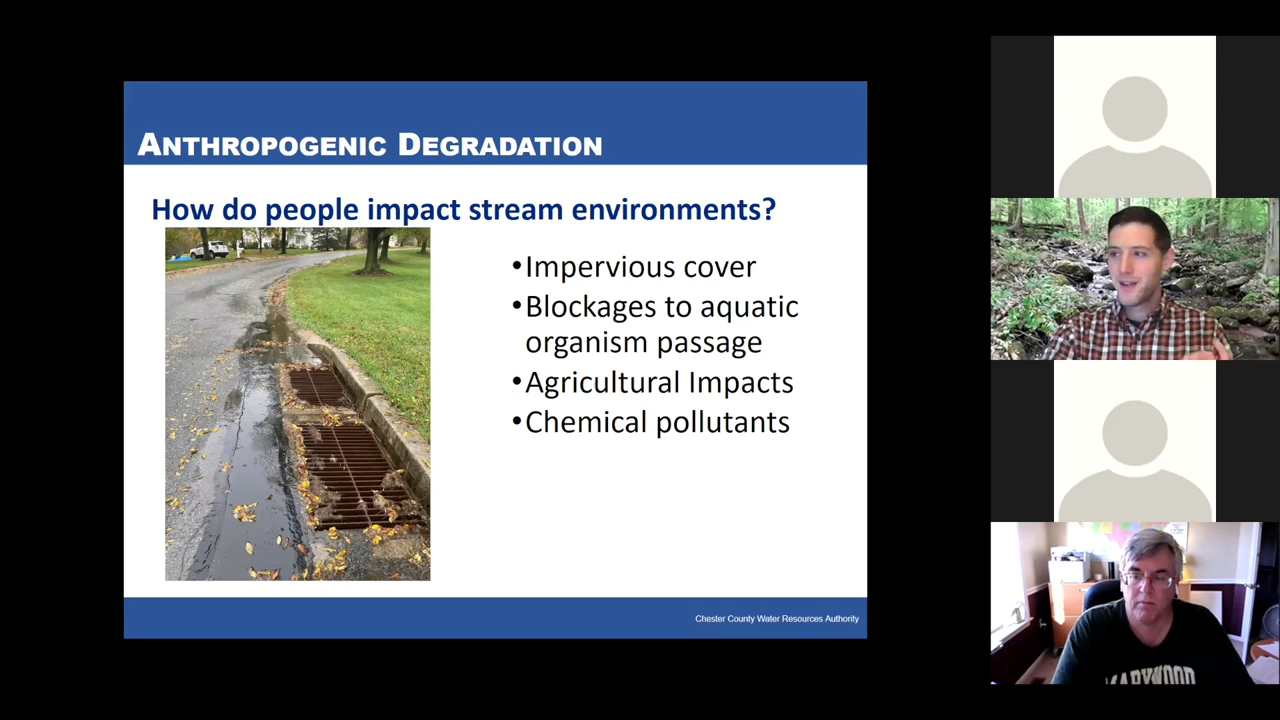 ANTHROPOGENIC DEGRADATION
How do people impact stream environments?
•Impervious cover
•Blockages to aquatic
organism passage
•Agricultural Impacts
•Chemical pollutants
Chester County Water Resources Authority
MARYWOOD